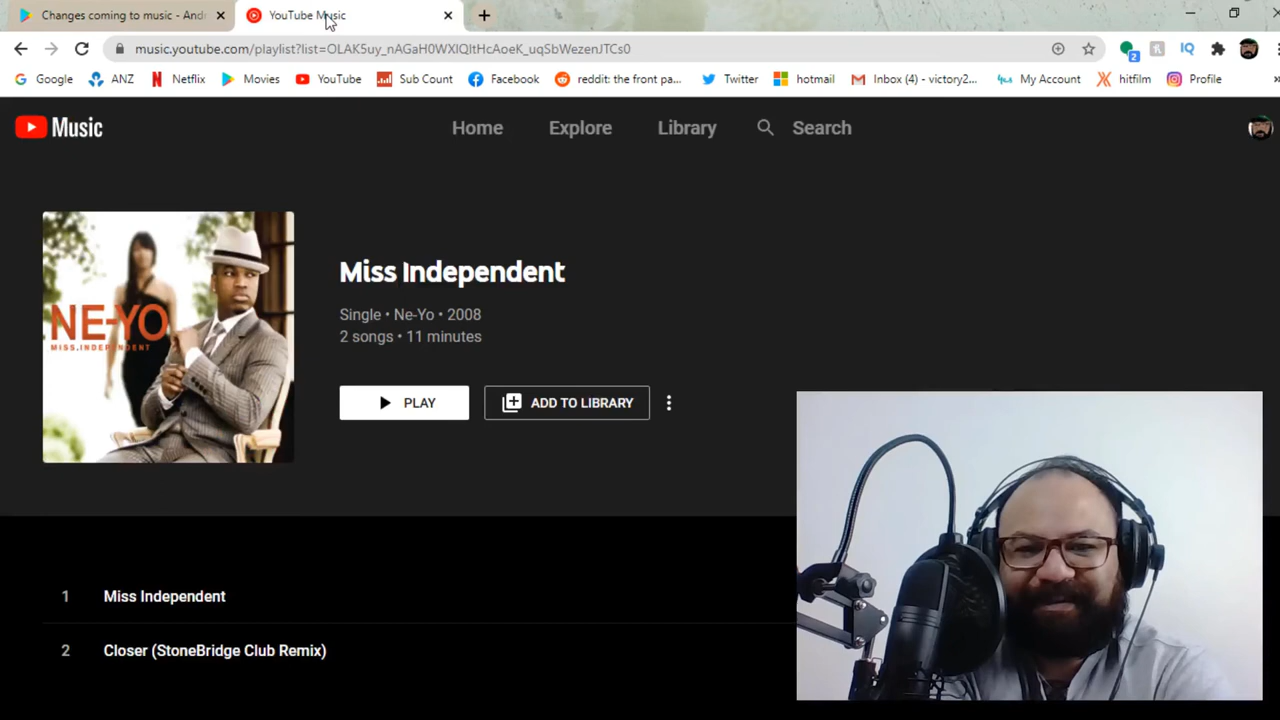 Changes coming to music - Andr
YouTube Music
music.youtube.com/playlist?list=OLAK5uy_nAGaH0WXlQltHcAoeK_uqSbWezenJTCs0
2
Google
ANZ
Netflix
Movies
YouTube
Sub Count
Facebook
reddit: the front pa...
Twitter
hotmail
Inbox (4) - victory2...
My Account
hitfilm
Profile
IQ
Music
Home
Explore
Library
Search
NE-YO
MISS.INDEPENDENT
Miss Independent
Single • Ne-Yo • 2008
2 songs • 11 minutes
PLAY
ADD TO LIBRARY
1 Miss Independent
2 Closer (StoneBridge Club Remix)